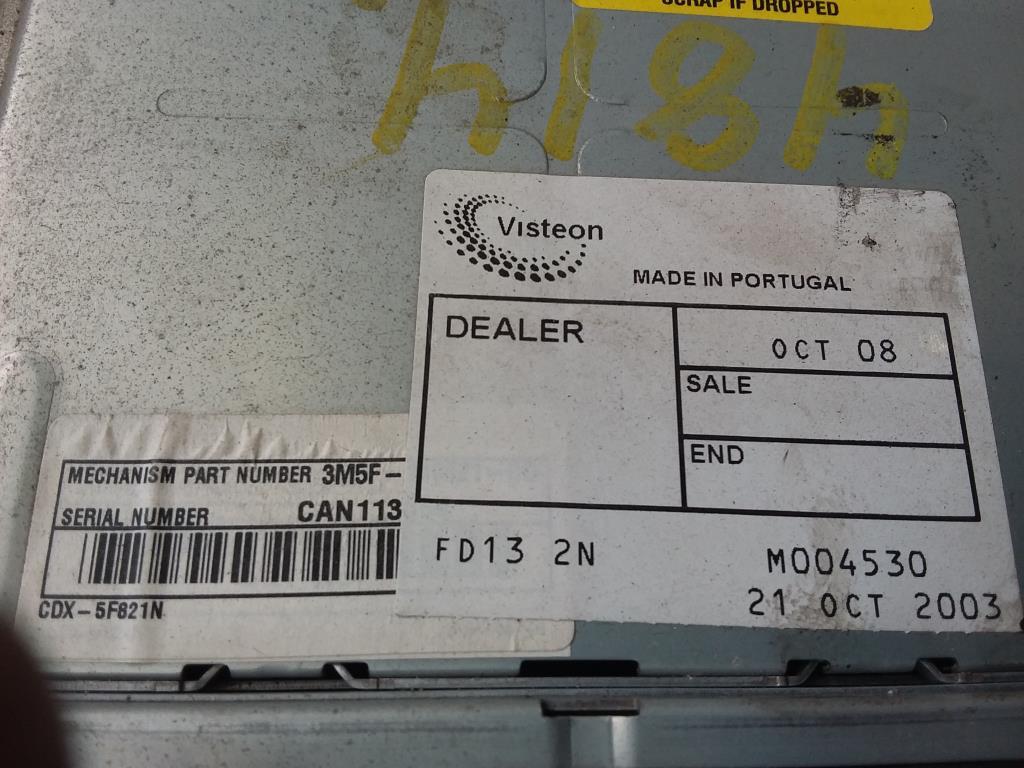 SCRAP IF DROPPED
4814
Visteon
MADE IN PORTUGAL
DEALER
OCT 08
SALE
END
MECHANISM PART NUMBER 3M5F-
SERIAL NUMBER CAN113
CDX-5F821N
FD13 2N
M004530
21 OCT 2003